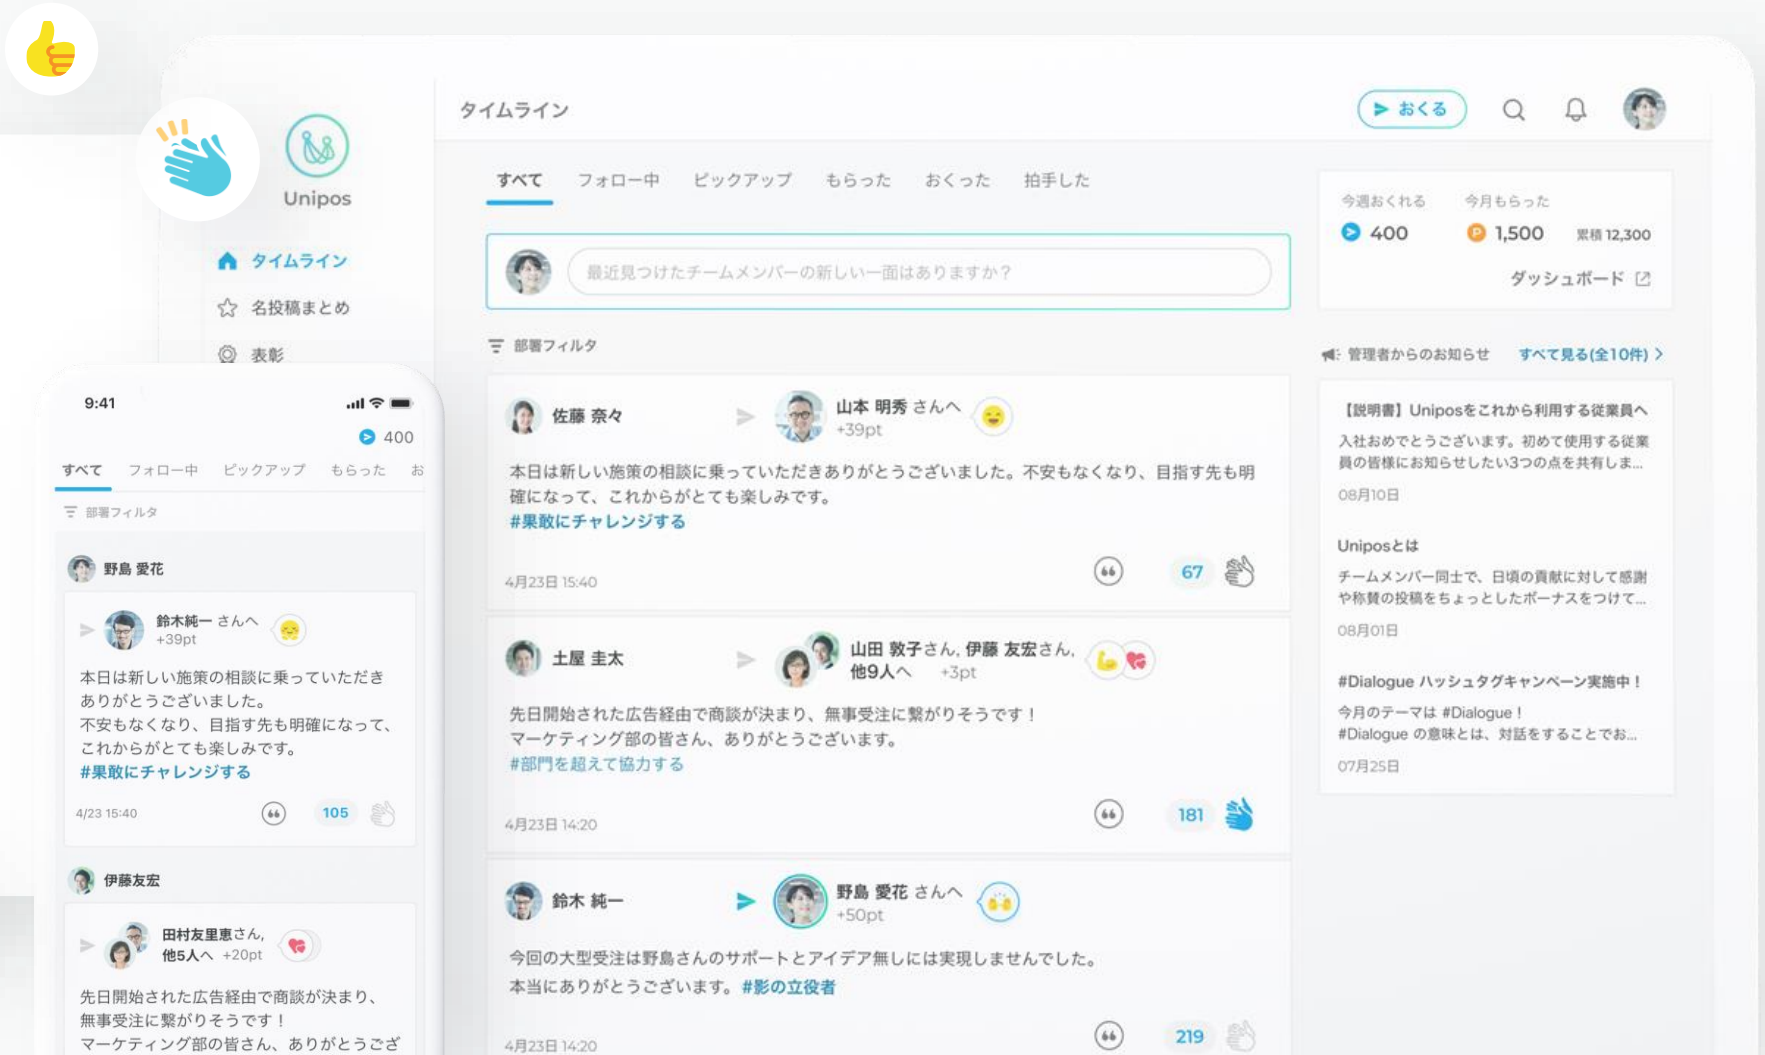 Unipos
タイムライン
名投稿まとめ
表彰
タイムライン
おくる
すべて
フォロー中
ピックアップ
もらった
おくった
拍手した
最近見つけたチームメンバーの新しい一面はありますか？
部署フィルタ
佐藤 奈々
山本 明秀 さんへ
+39pt
本日は新しい施策の相談に乗っていただきありがとうございました。不安もなくなり、目指す先も明
確になって、これからがとても楽しみです。
#果敢にチャレンジする
4月23日 15:40
67
土屋 圭太
山田 敦子さん, 伊藤 友宏さん,
他9人へ +3pt
先日開始された広告経由で商談が決まり、無事受注に繋がりそうです！
マーケティング部の皆さん、ありがとうございます。
#部門を超えて協力する
4月23日 14:20
181
鈴木 純一
野島 愛花 さんへ
+50pt
今回の大型受注は野島さんのサポートとアイデア無しには実現しませんでした。
本当にありがとうございます。#影の立役者
4月23日 14:20
219
今週おくれる
今月もらった
400
P 1,500
累積 12,300
ダッシュボード
管理者からのお知らせ
すべて見る(全10件)
【説明書】Uniposをこれから利用する従業員へ
入社おめでとうございます。初めて使用する従業
員の皆様にお知らせしたい3つの点を共有しま...
08月10日
Uniposとは
チームメンバー同士で、日頃の貢献に対して感謝
や称賛の投稿をちょっとしたボーナスをつけて...
08月01日
#Dialogue ハッシュタグキャンペーン実施中！
今月のテーマは #Dialogue！
#Dialogue の意味とは、対話をすることでお...
07月25日
9:41
400
すべて
フォロー中
ピックアップ
もらった
お
部署フィルタ
野島 愛花
鈴木純一 さんへ
+39pt
本日は新しい施策の相談に乗っていただき
ありがとうございました。
不安もなくなり、目指す先も明確になって、
これからがとても楽しみです。
#果敢にチャレンジする
4/23 15:40
105
伊藤友宏
田村友里恵さん,
他5人へ +20pt
先日開始された広告経由で商談が決まり、
無事受注に繋がりそうです！
マーケティング部の皆さん、ありがとうござ